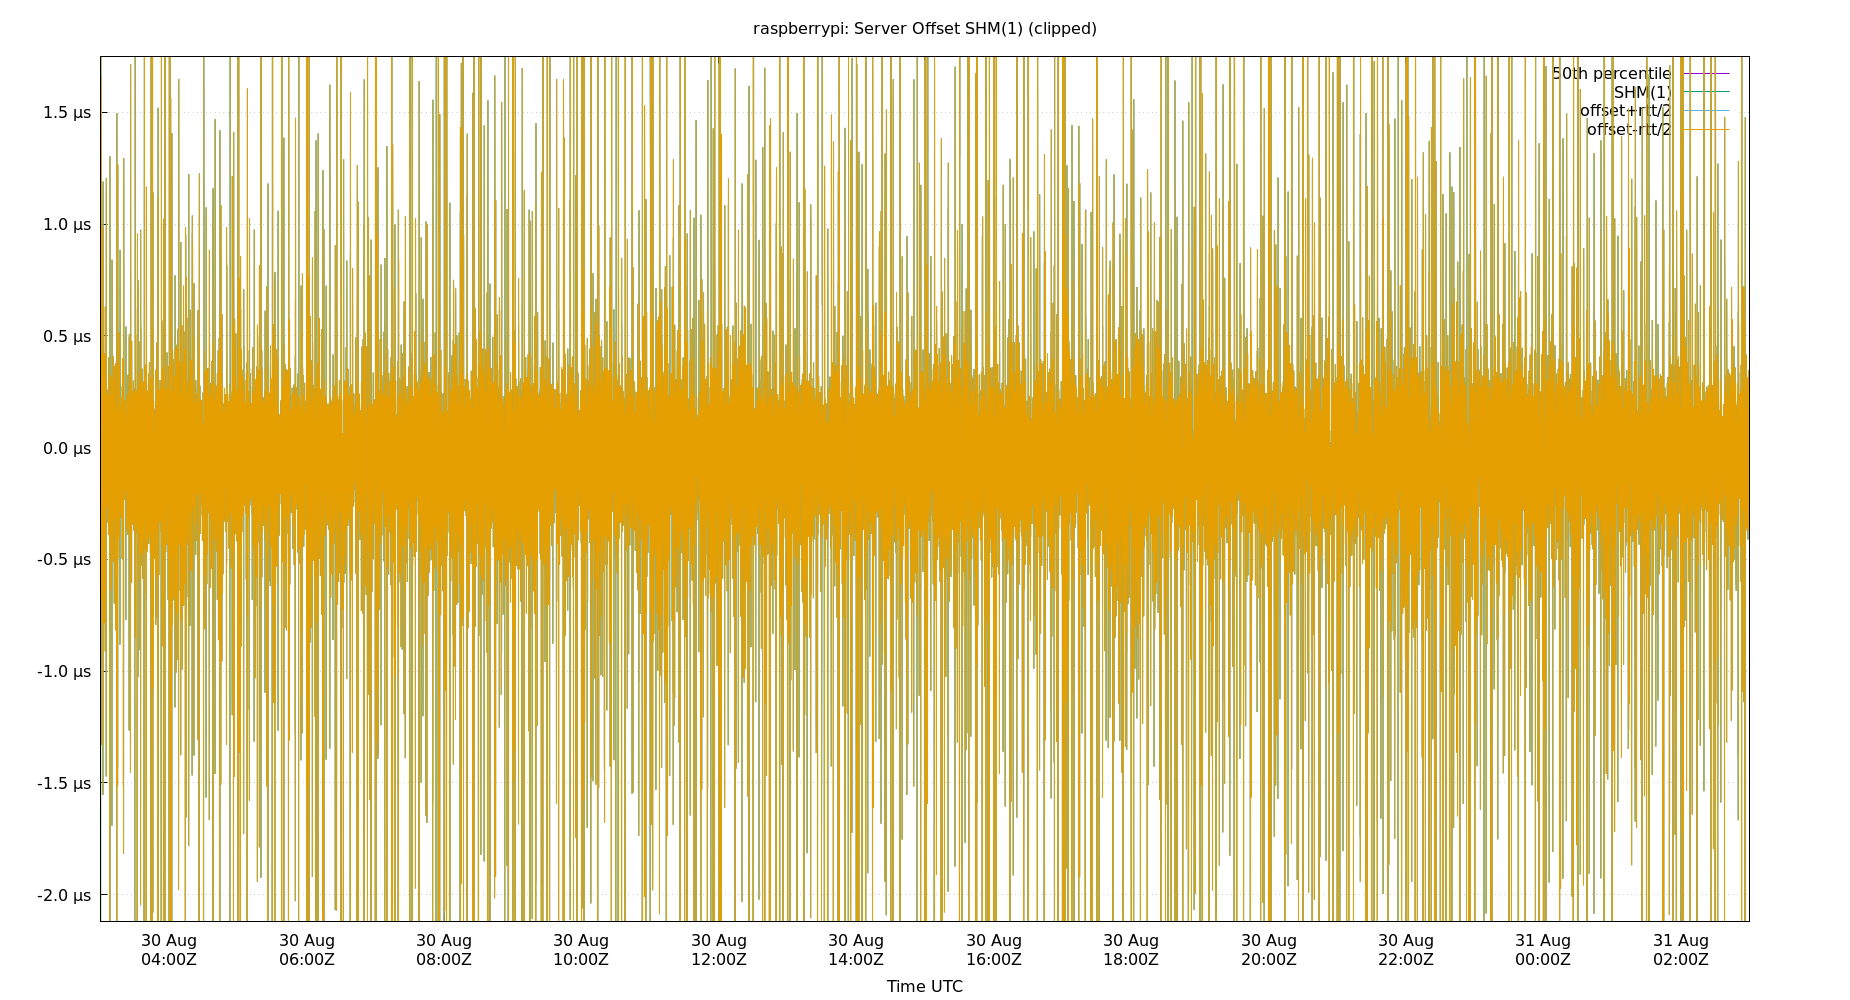 raspberrypi: Server Offset SHM(1) (clipped)
50th percentile
SHM(1)
offset+rtt/2
offset-rtt/2
1.5 µs
1.0 µs
0.5 µs
0.0 µs
-0.5 µs
-1.0 µs
-1.5 µs
-2.0 µs
30 Aug 30 Aug 30 Aug 30 Aug 30 Aug 30 Aug 30 Aug 30 Aug 30 Aug 30 Aug 31 Aug 31 Aug
04:00Z 06:00Z 08:00Z 10:00Z 12:00Z 14:00Z 16:00Z 18:00Z 20:00Z 22:00Z 00:00Z 02:00Z
Time UTC